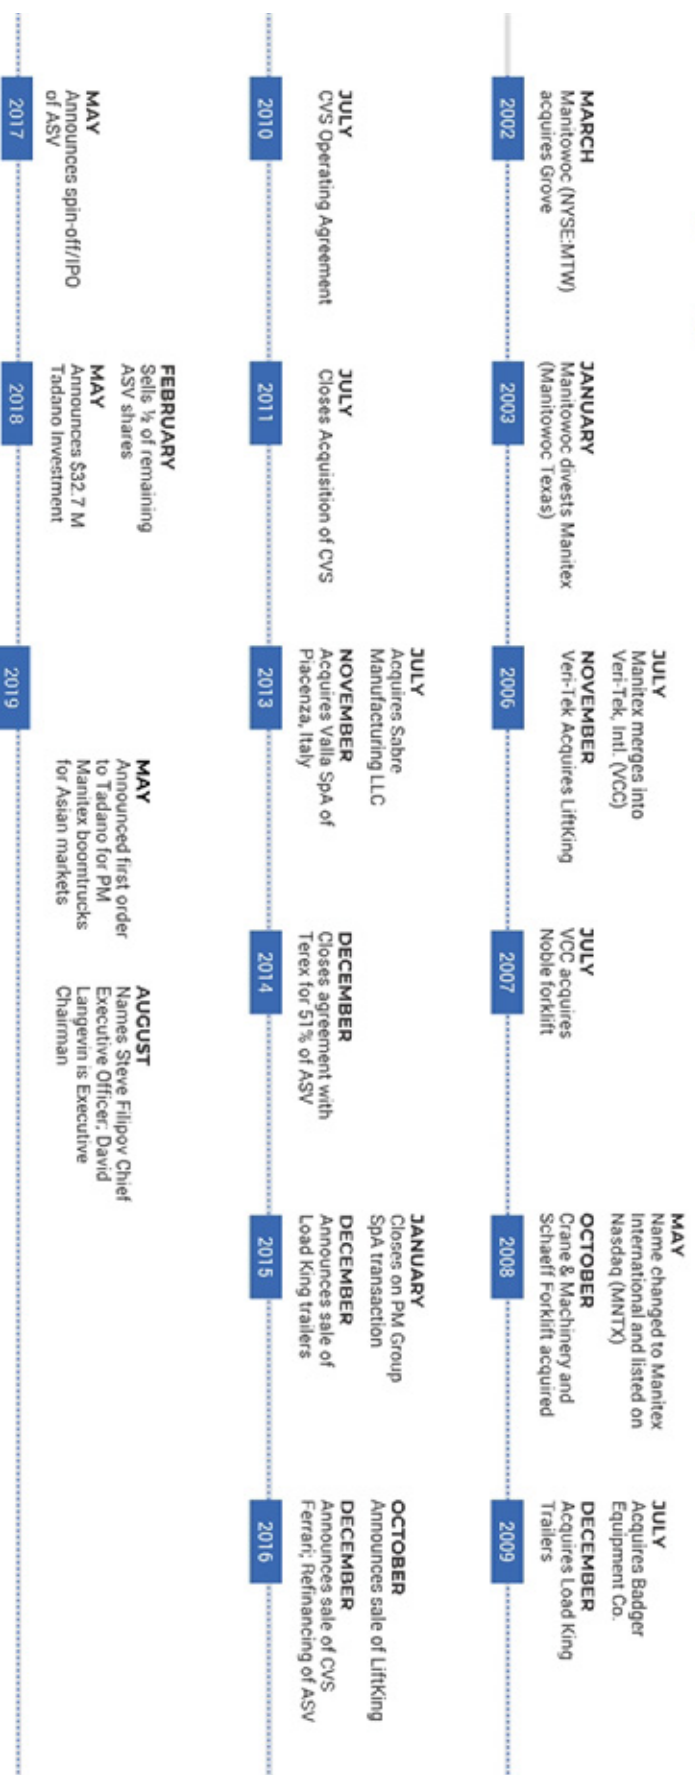 MARCH
Manitowoc (NYSE:MTW)
acquires Grove
2002
JANUARY
Manitowoc divests Manitex
(Manitowoc Texas)
2003
JULY
Manitex merges into
Veri-Tek, Intl. (VCC)
NOVEMBER
Veri-Tek Acquires LiftKing
2006
JULY
VCC acquires
Noble forklift
2007
MAY
Name changed to Manitex
International and listed on
Nasdaq (MNTX)
OCTOBER
Crane & Machinery and
Schaeff Forklift acquired
2008
JULY
Acquires Badger
Equipment Co.
DECEMBER
Acquires Load King
Trailers
2009
JULY
CVS Operating Agreement
2010
JULY
Closes Acquisition of CVS
2011
JULY
Acquires Sabre
Manufacturing LLC
NOVEMBER
Acquires Valla SpA of
Piacenza, Italy
2013
DECEMBER
Closes agreement with
Terex for 51% of ASV
2014
JANUARY
Closes on PM Group
SpA transaction
DECEMBER
Announces sale of
Load King trailers
2015
OCTOBER
Announces sale of LiftKing
DECEMBER
Announces sale of CVS
Ferrari; Refinancing of ASV
2016
MAY
Announces spin-off/IPO
of ASV
2017
FEBRUARY
Sells ½ of remaining
ASV shares
MAY
Announces $32.7 M
Tadano Investment
2018
MAY
Announced first order
to Tadano for PM
Manitex boomtrucks
for Asian markets
2019
AUGUST
Names Steve Filipov Chief
Executive Officer; David
Langevin is Executive
Chairman